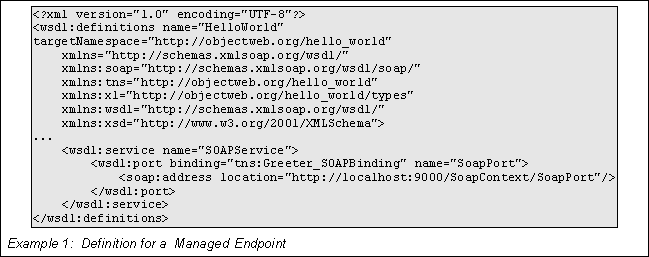 <?xml version="1.0" encoding="UTF-8"?>
<wsdl:definitions name="HelloWorld"
targetNamespace="http://objectweb.org/hello_world"
    xmlns="http://schemas.xmlsoap.org/wsdl/"
    xmlns:soap="http://schemas.xmlsoap.org/wsdl/soap/"
    xmlns:tns="http://objectweb.org/hello_world"
    xmlns:xl="http://objectweb.org/hello_world/types"
    xmlns:wsdl="http://schemas.xmlsoap.org/wsdl/"
    xmlns:xsd="http://www.w3.org/2001/XMLSchema">
...
    <wsdl:service name="SOAPService">
        <wsdl:port binding="tns:Greeter_SOAPBinding" name="SoapPort">
            <soap:address location="http://localhost:9000/SoapContext/SoapPort"/>
        </wsdl:port>
    </wsdl:service>
</wsdl:definitions>
Example 1: Definition for a Managed Endpoint